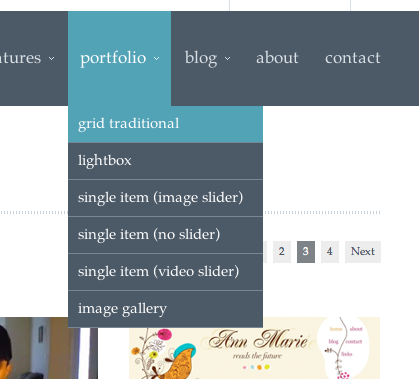 portfolio blog about contact
grid traditional
lightbox
single item (image slider)
single item (no slider)
single item (video slider)
image gallery
2 3 4 Next
Ann Marie
reads the future
home about
blog contact
links